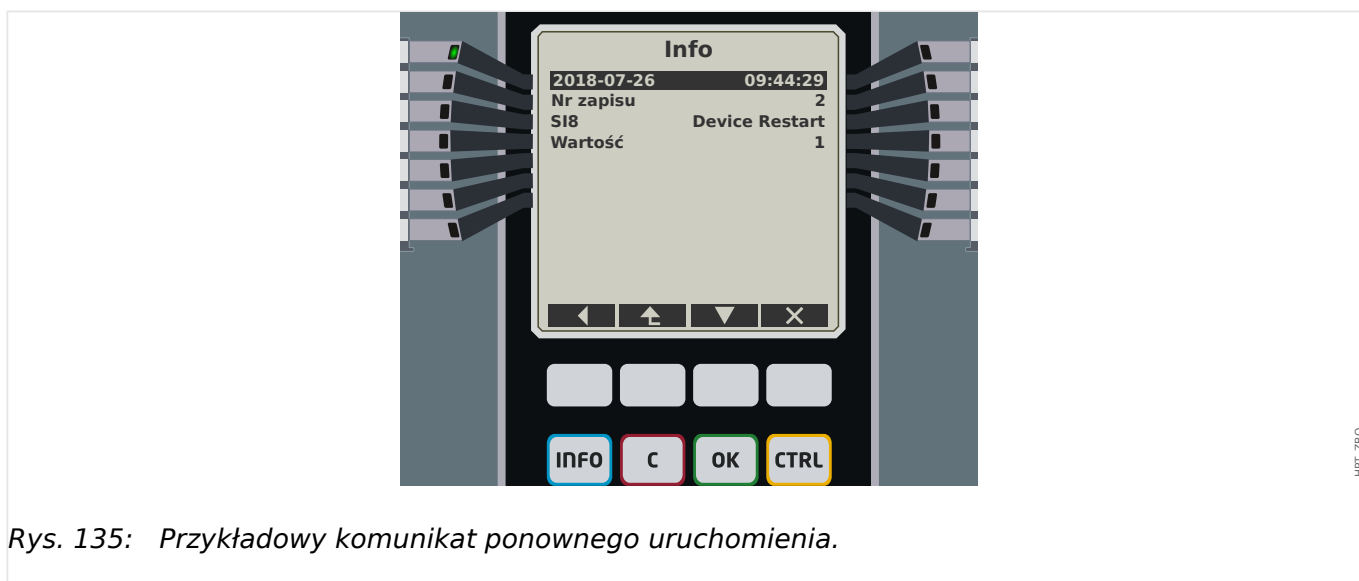 Info
2018-07-26 09:44:29
Nr zapisu 2
SI8 Device Restart
Wartość 1
INFO C OK CTRL
Rys. 135: Przykładowy komunikat ponownego uruchomienia.